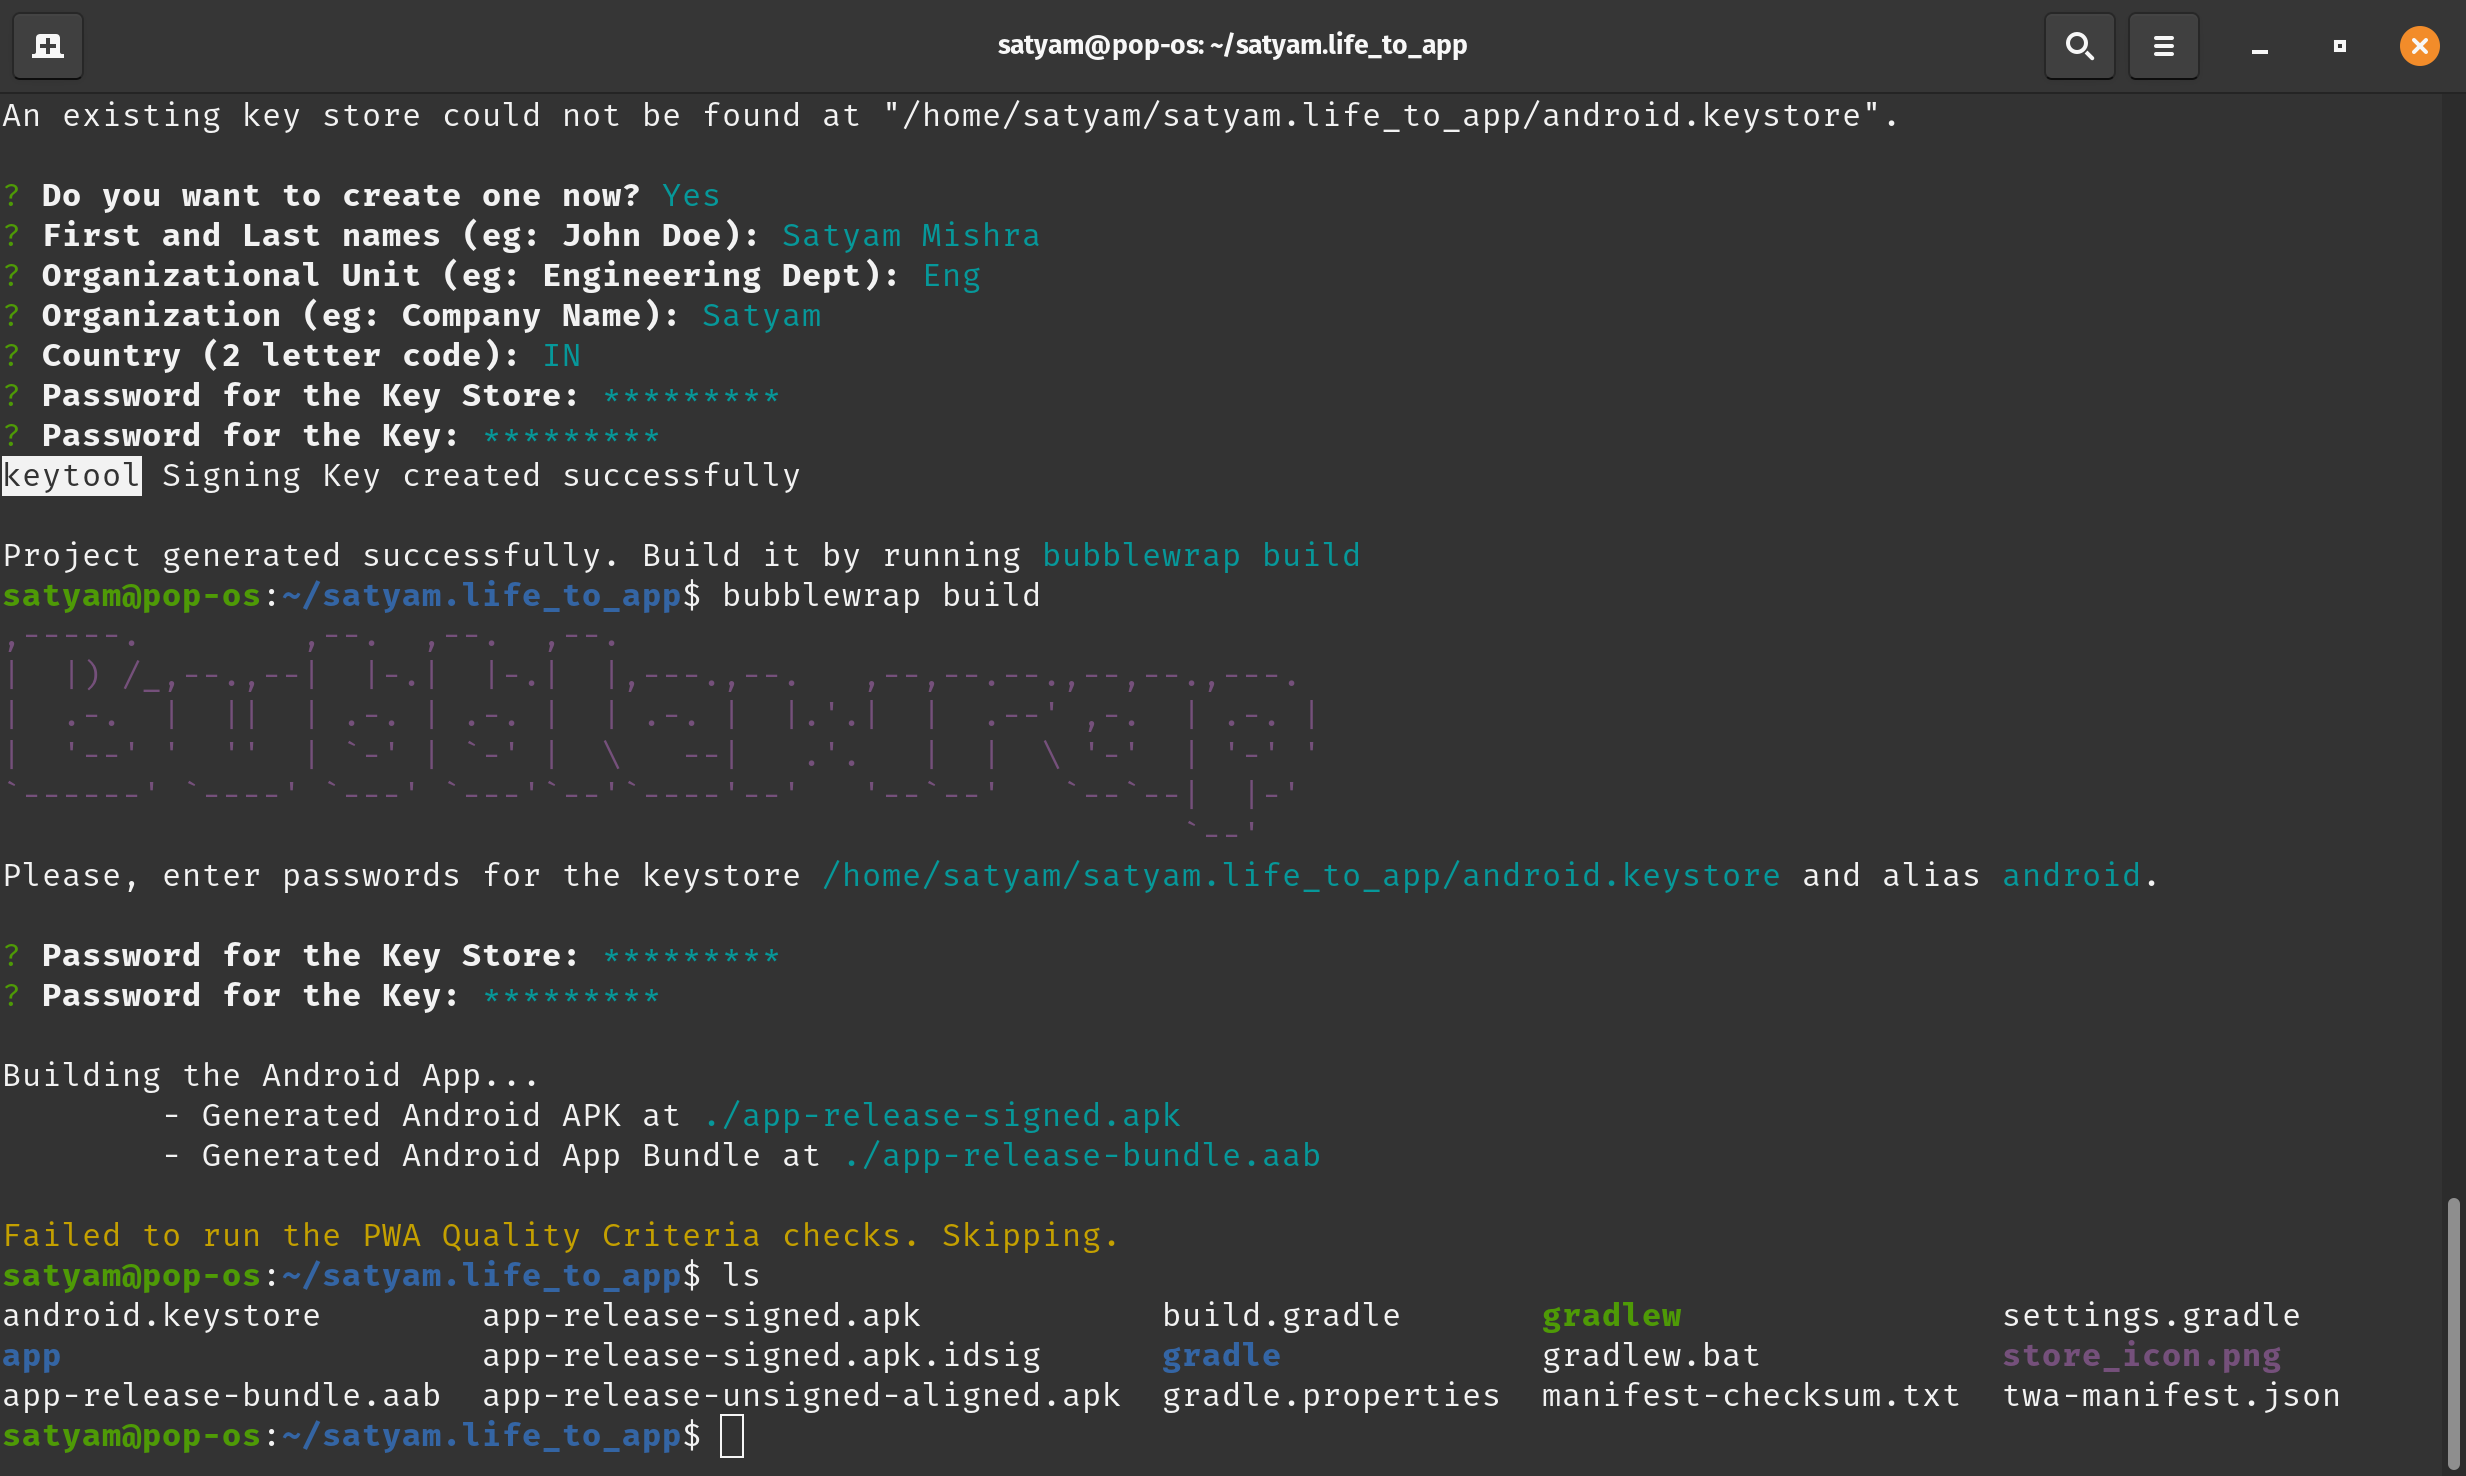 satyam@pop-os: ~/satyam.life_to_app
An existing key store could not be found at "/home/satyam/satyam.life_to_app/android.keystore".
? Do you want to create one now? Yes
? First and Last names (eg: John Doe): Satyam Mishra
? Organizational Unit (eg: Engineering Dept): Eng
? Organization (eg: Company Name): Satyam
? Country (2 letter code): IN
? Password for the Key Store: *********
? Password for the Key: *********
keytool Signing Key created successfully
Project generated successfully. Build it by running bubblewrap build
satyam@pop-os:~/satyam.life_to_app$ bubblewrap build
,-----.        ,--.  ,--.  ,--.
|  |) /_,--.,--|  |-.|  |-.|  |,---.,--.   ,--,--.--.,--,--.,---.
|  .-.  |  ||  | .-. | .-. |  | .-. |  |.'.|  |  .--' ,-.  | .-. |
|  '--' '  ''  | `-' | `-' |  \   --|   .'.   |  |  \ '-'  | '-' '
`------' `----' `---' `---'`--'`----'--'   '--`--'   `--`--|  |-'
                                                           `--'
Please, enter passwords for the keystore /home/satyam/satyam.life_to_app/android.keystore and alias android.
? Password for the Key Store: *********
? Password for the Key: *********
Building the Android App...
        - Generated Android APK at ./app-release-signed.apk
        - Generated Android App Bundle at ./app-release-bundle.aab
Failed to run the PWA Quality Criteria checks. Skipping.
satyam@pop-os:~/satyam.life_to_app$ ls
android.keystore        app-release-signed.apk            build.gradle       gradlew                settings.gradle
app                     app-release-signed.apk.idsig      gradle             gradlew.bat            store_icon.png
app-release-bundle.aab  app-release-unsigned-aligned.apk  gradle.properties  manifest-checksum.txt  twa-manifest.json
satyam@pop-os:~/satyam.life_to_app$